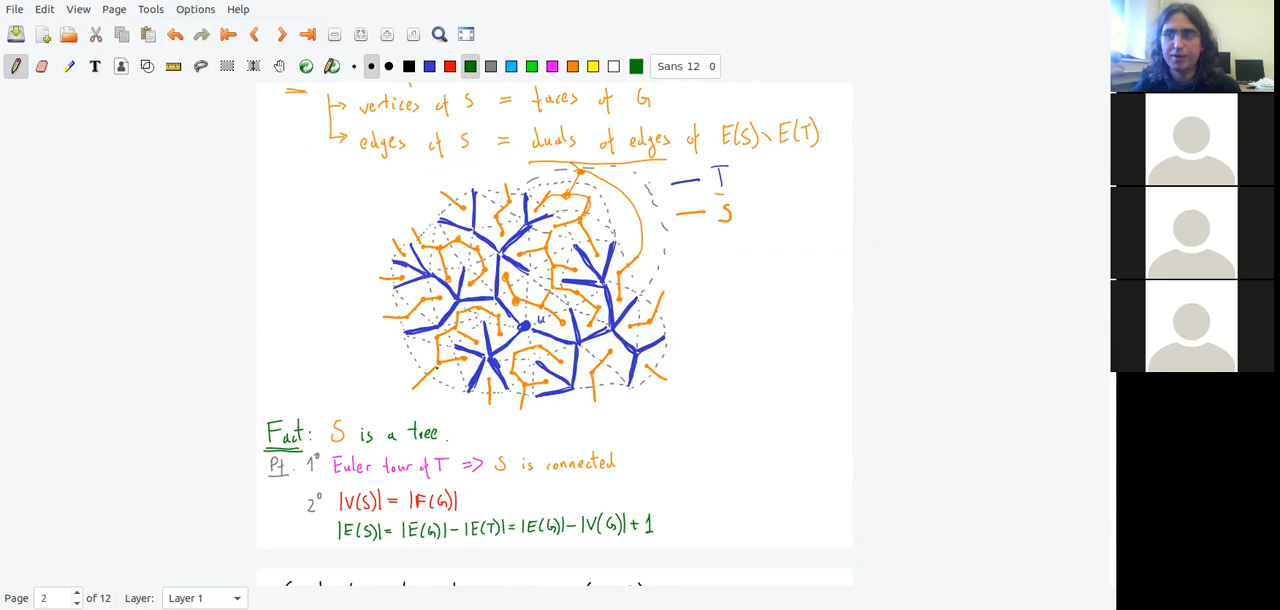 File Edit View Page Tools Options Help
Sans 12 0
↳ vertices of S = faces of G
↳ edges of S = duals of edges of E(S)∖E(T)
— T
— S
u
Fact: S is a tree.
Pf. 1° Euler tour of T => S is connected
2° |V(S)| = |F(G)|
|E(S)| = |E(G)| - |E(T)| = |E(G)| - |V(G)| + 1
Page 2 of 12 Layer: Layer 1